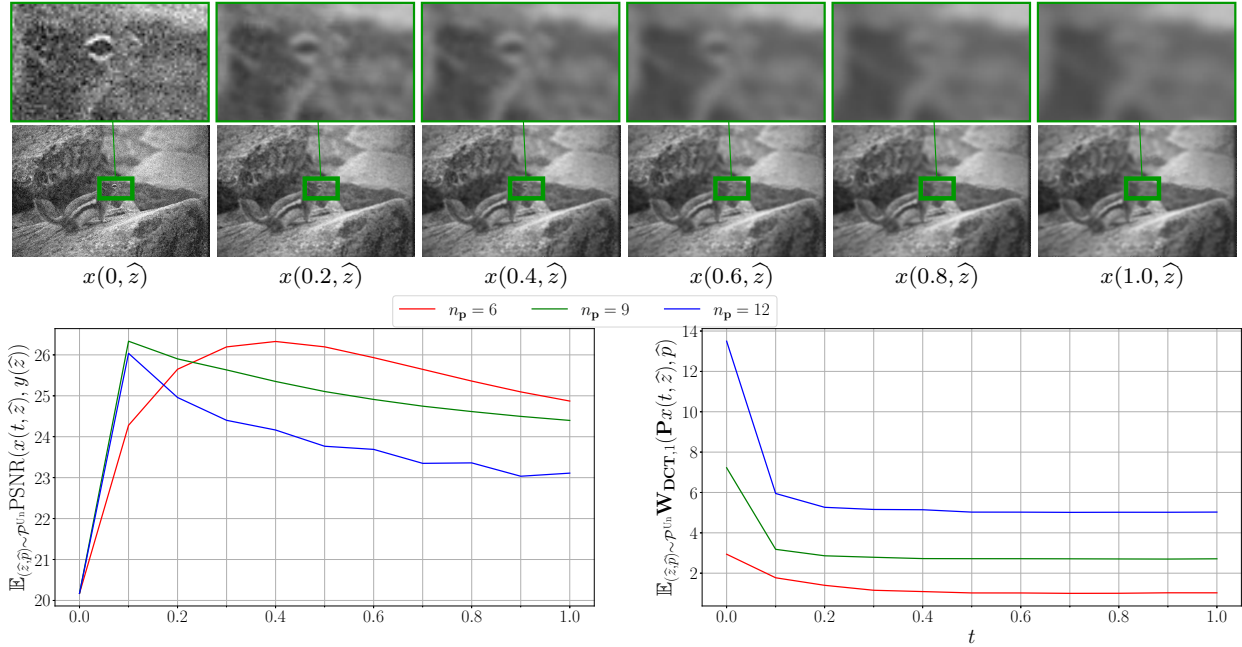 x(0, ẑ) x(0.2, ẑ) x(0.4, ẑ) x(0.6, ẑ) x(0.8, ẑ) x(1.0, ẑ)
n_p = 6 n_p = 9 n_p = 12
𝔼_{(ẑ,p̂)∼𝒫^{Un}} PSNR(x(t, ẑ), y(ẑ))
26
25
24
23
22
21
20
0.0 0.2 0.4 0.6 0.8 1.0
𝔼_{(ẑ,p̂)∼𝒫^{Un}} W_{DCT,1}(Px(t, ẑ), p̂)
14
12
10
8
6
4
2
0.0 0.2 0.4 0.6 0.8 1.0
t